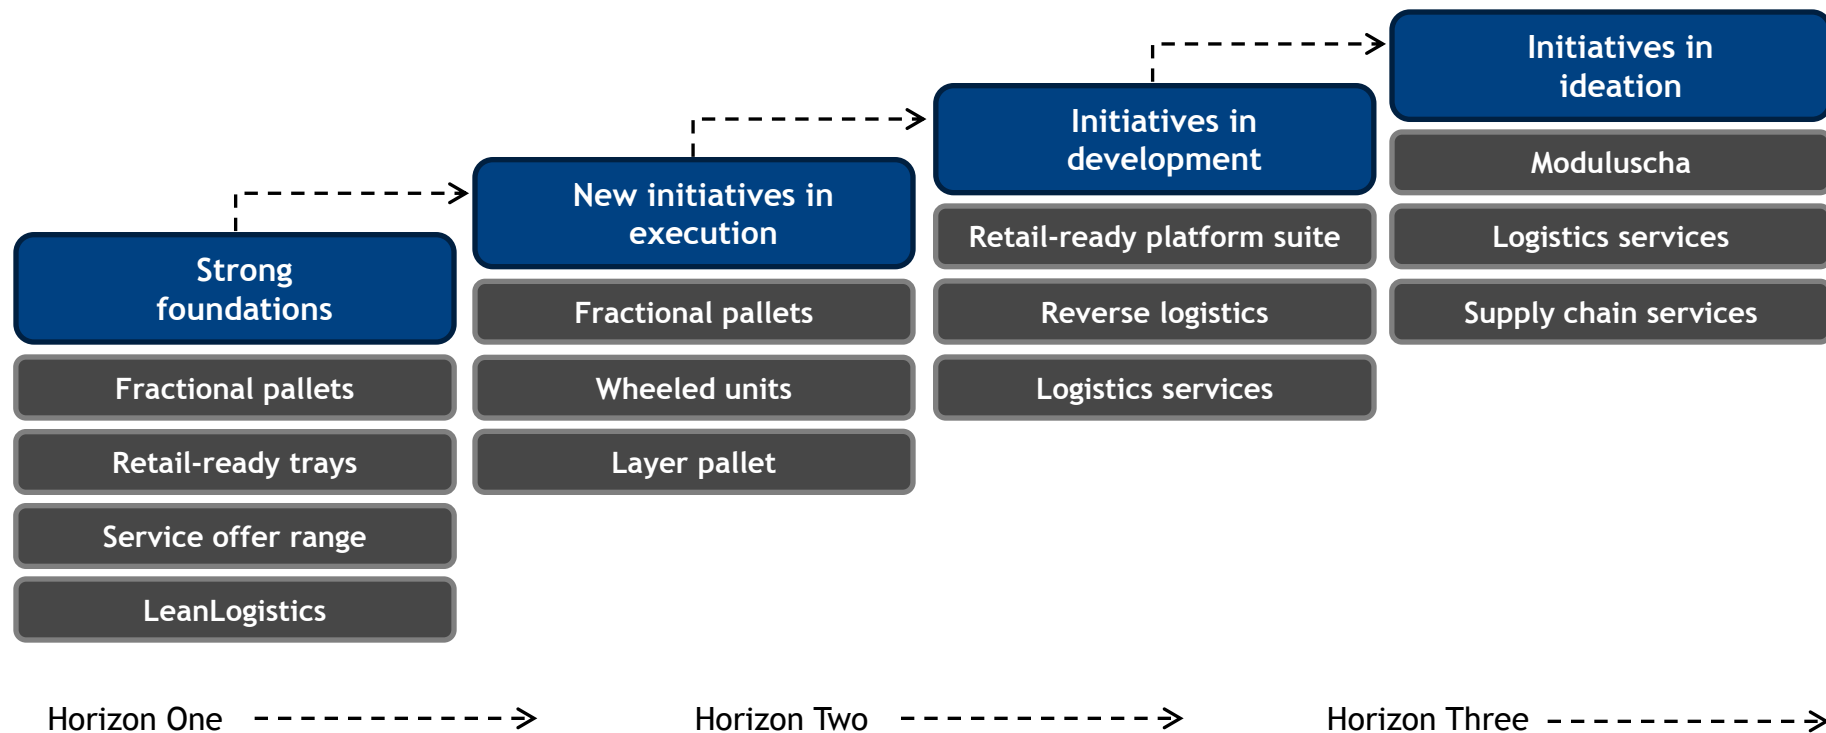 Strong
foundations
Fractional pallets
Retail-ready trays
Service offer range
LeanLogistics
New initiatives in
execution
Fractional pallets
Wheeled units
Layer pallet
Initiatives in
development
Retail-ready platform suite
Reverse logistics
Logistics services
Initiatives in
ideation
Moduluscha
Logistics services
Supply chain services
Horizon One
Horizon Two
Horizon Three